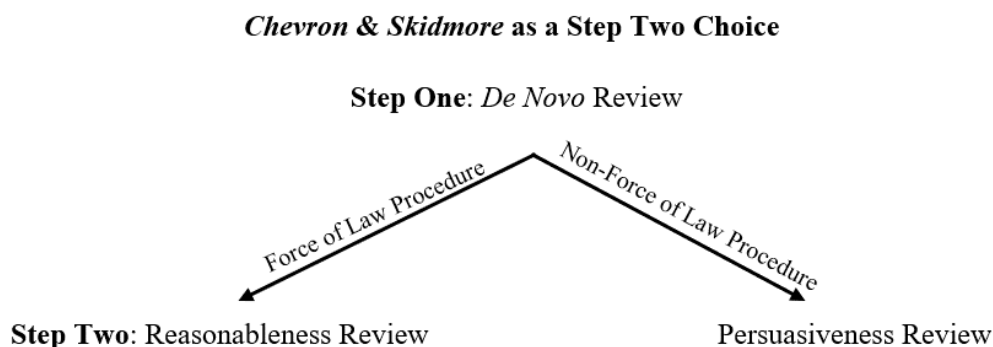 Chevron & Skidmore as a Step Two Choice
Step One: De Novo Review
Force of Law Procedure
Non-Force of Law Procedure
Step Two: Reasonableness Review
Persuasiveness Review